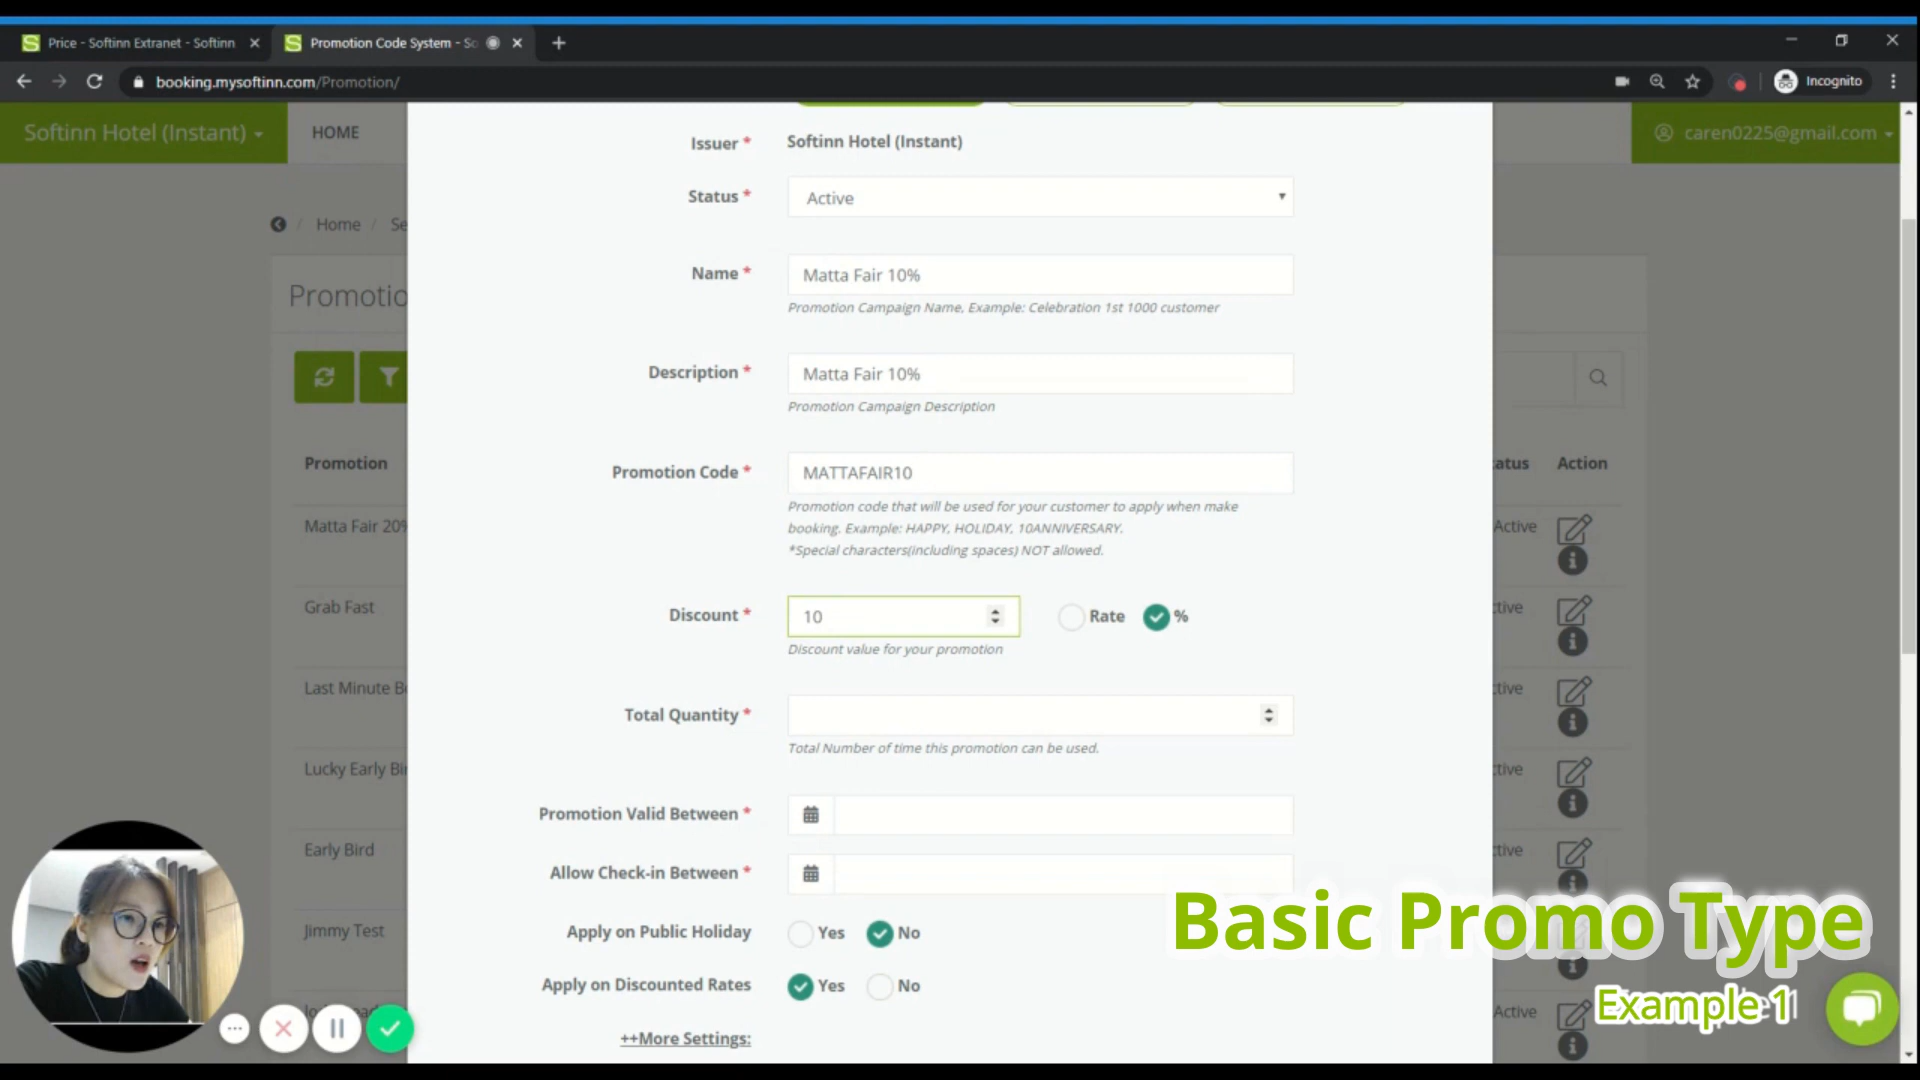 Price - Softinn Extranet - Softinn
Promotion Code System - So
booking.mysoftinn.com/Promotion/
Incognito
Softinn Hotel (Instant)
HOME
caren0225@gmail.com
Issuer *
Softinn Hotel (Instant)
Status *
Active
/ Home / Se
Name *
Matta Fair 10%
Promotion Campaign Name, Example: Celebration 1st 1000 customer
Promotio
Description *
Matta Fair 10%
Promotion Campaign Description
Promotion
atus
Action
Promotion Code *
MATTAFAIR10
Promotion code that will be used for your customer to apply when make
booking. Example: HAPPY, HOLIDAY, 10ANNIVERSARY.
*Special characters(including spaces) NOT allowed.
Matta Fair 20%
Active
Grab Fast
ctive
Discount *
10
Rate
%
Discount value for your promotion
Last Minute Bo
ctive
Total Quantity *
Total Number of time this promotion can be used.
Lucky Early Bir
ctive
Promotion Valid Between *
Early Bird
ctive
Allow Check-in Between *
Jimmy Test
Apply on Public Holiday
Yes
No
Basic Promo Type
Apply on Discounted Rates
Yes
No
Example 1
Active
++More Settings: